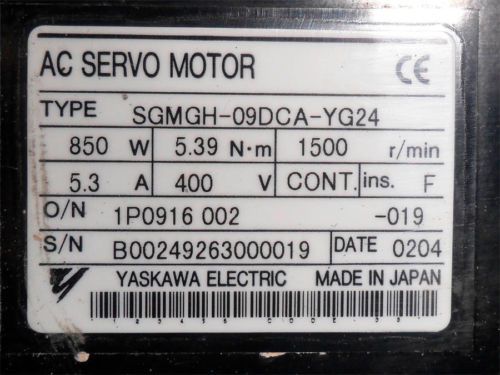 AC SERVO MOTOR CE
TYPE SGMGH-09DCA-YG24
850 W 5.39 N·m 1500 r/min
5.3 A 400 V CONT. ins. F
O/N 1P0916 002 -019
S/N B00249263000019 DATE 0204
YASKAWA ELECTRIC MADE IN JAPAN